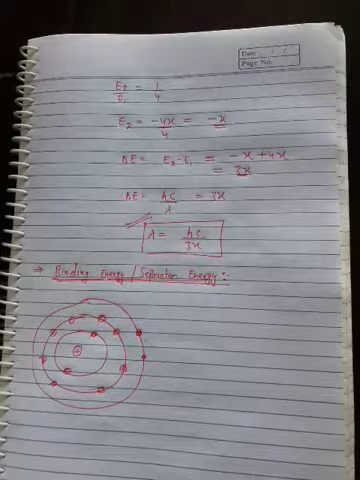 Date : / /
Page No.
E₂/E₁ = 1/4
E₂ = -4x/4 = -x
ΔE = E₂-E₁ = -x + 4x
= 3x
ΔE = hc/λ = 3x
λ = hc/3x
⇒ Binding Energy / Separation Energy :-
+